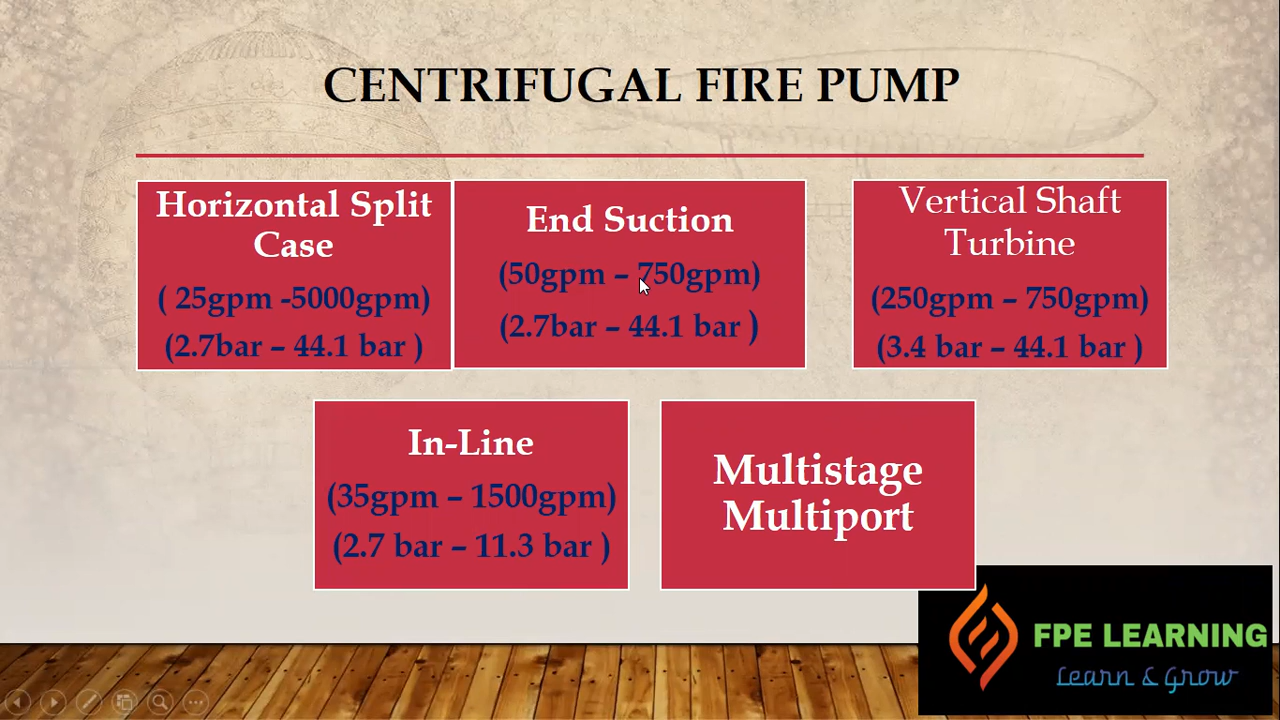 CENTRIFUGAL FIRE PUMP
Horizontal Split
Case
( 25gpm -5000gpm)
(2.7bar – 44.1 bar )
End Suction
(50gpm – 750gpm)
(2.7bar – 44.1 bar )
Vertical Shaft
Turbine
(250gpm – 750gpm)
(3.4 bar – 44.1 bar )
In-Line
(35gpm – 1500gpm)
(2.7 bar – 11.3 bar )
Multistage
Multiport
FPE LEARNING
Learn & Grow